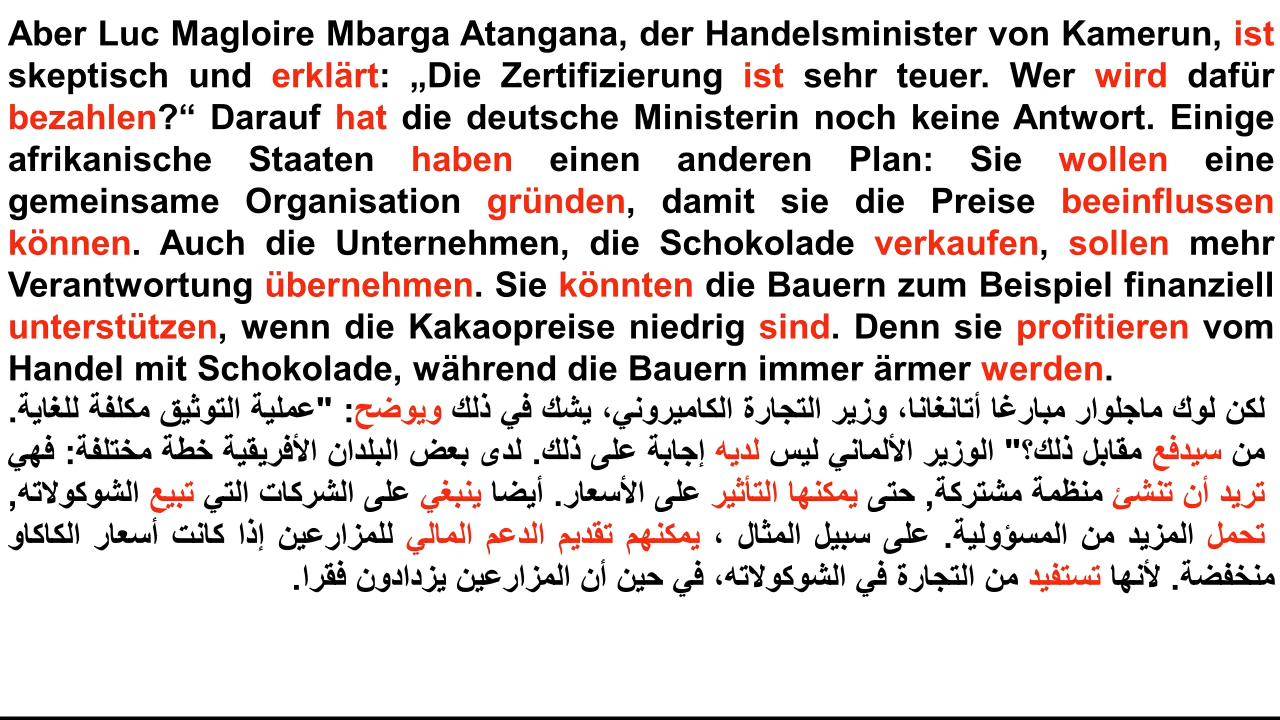 Aber Luc Magloire Mbarga Atangana, der Handelsminister von Kamerun, ist
skeptisch und erklärt: „Die Zertifizierung ist sehr teuer. Wer wird dafür
bezahlen?“ Darauf hat die deutsche Ministerin noch keine Antwort. Einige
afrikanische Staaten haben einen anderen Plan: Sie wollen eine
gemeinsame Organisation gründen, damit sie die Preise beeinflussen
können. Auch die Unternehmen, die Schokolade verkaufen, sollen mehr
Verantwortung übernehmen. Sie könnten die Bauern zum Beispiel finanziell
unterstützen, wenn die Kakaopreise niedrig sind. Denn sie profitieren vom
Handel mit Schokolade, während die Bauern immer ärmer werden.
لكن لوك ماجلوار مبارغا أتانغانا، وزير التجارة الكاميروني، يشك في ذلك ويوضح: "عملية التوثيق مكلفة للغاية.
من سيدفع مقابل ذلك؟" الوزير الألماني ليس لديه إجابة على ذلك. لدى بعض البلدان الأفريقية خطة مختلفة: فهي
تريد أن تنشئ منظمة مشتركة, حتى يمكنها التأثير على الأسعار. أيضا ينبغي على الشركات التي تبيع الشوكولاته,
تحمل المزيد من المسؤولية. على سبيل المثال ، يمكنهم تقديم الدعم المالي للمزارعين إذا كانت أسعار الكاكاو
منخفضة. لأنها تستفيد من التجارة في الشوكولاته، في حين أن المزارعين يزدادون فقرا.